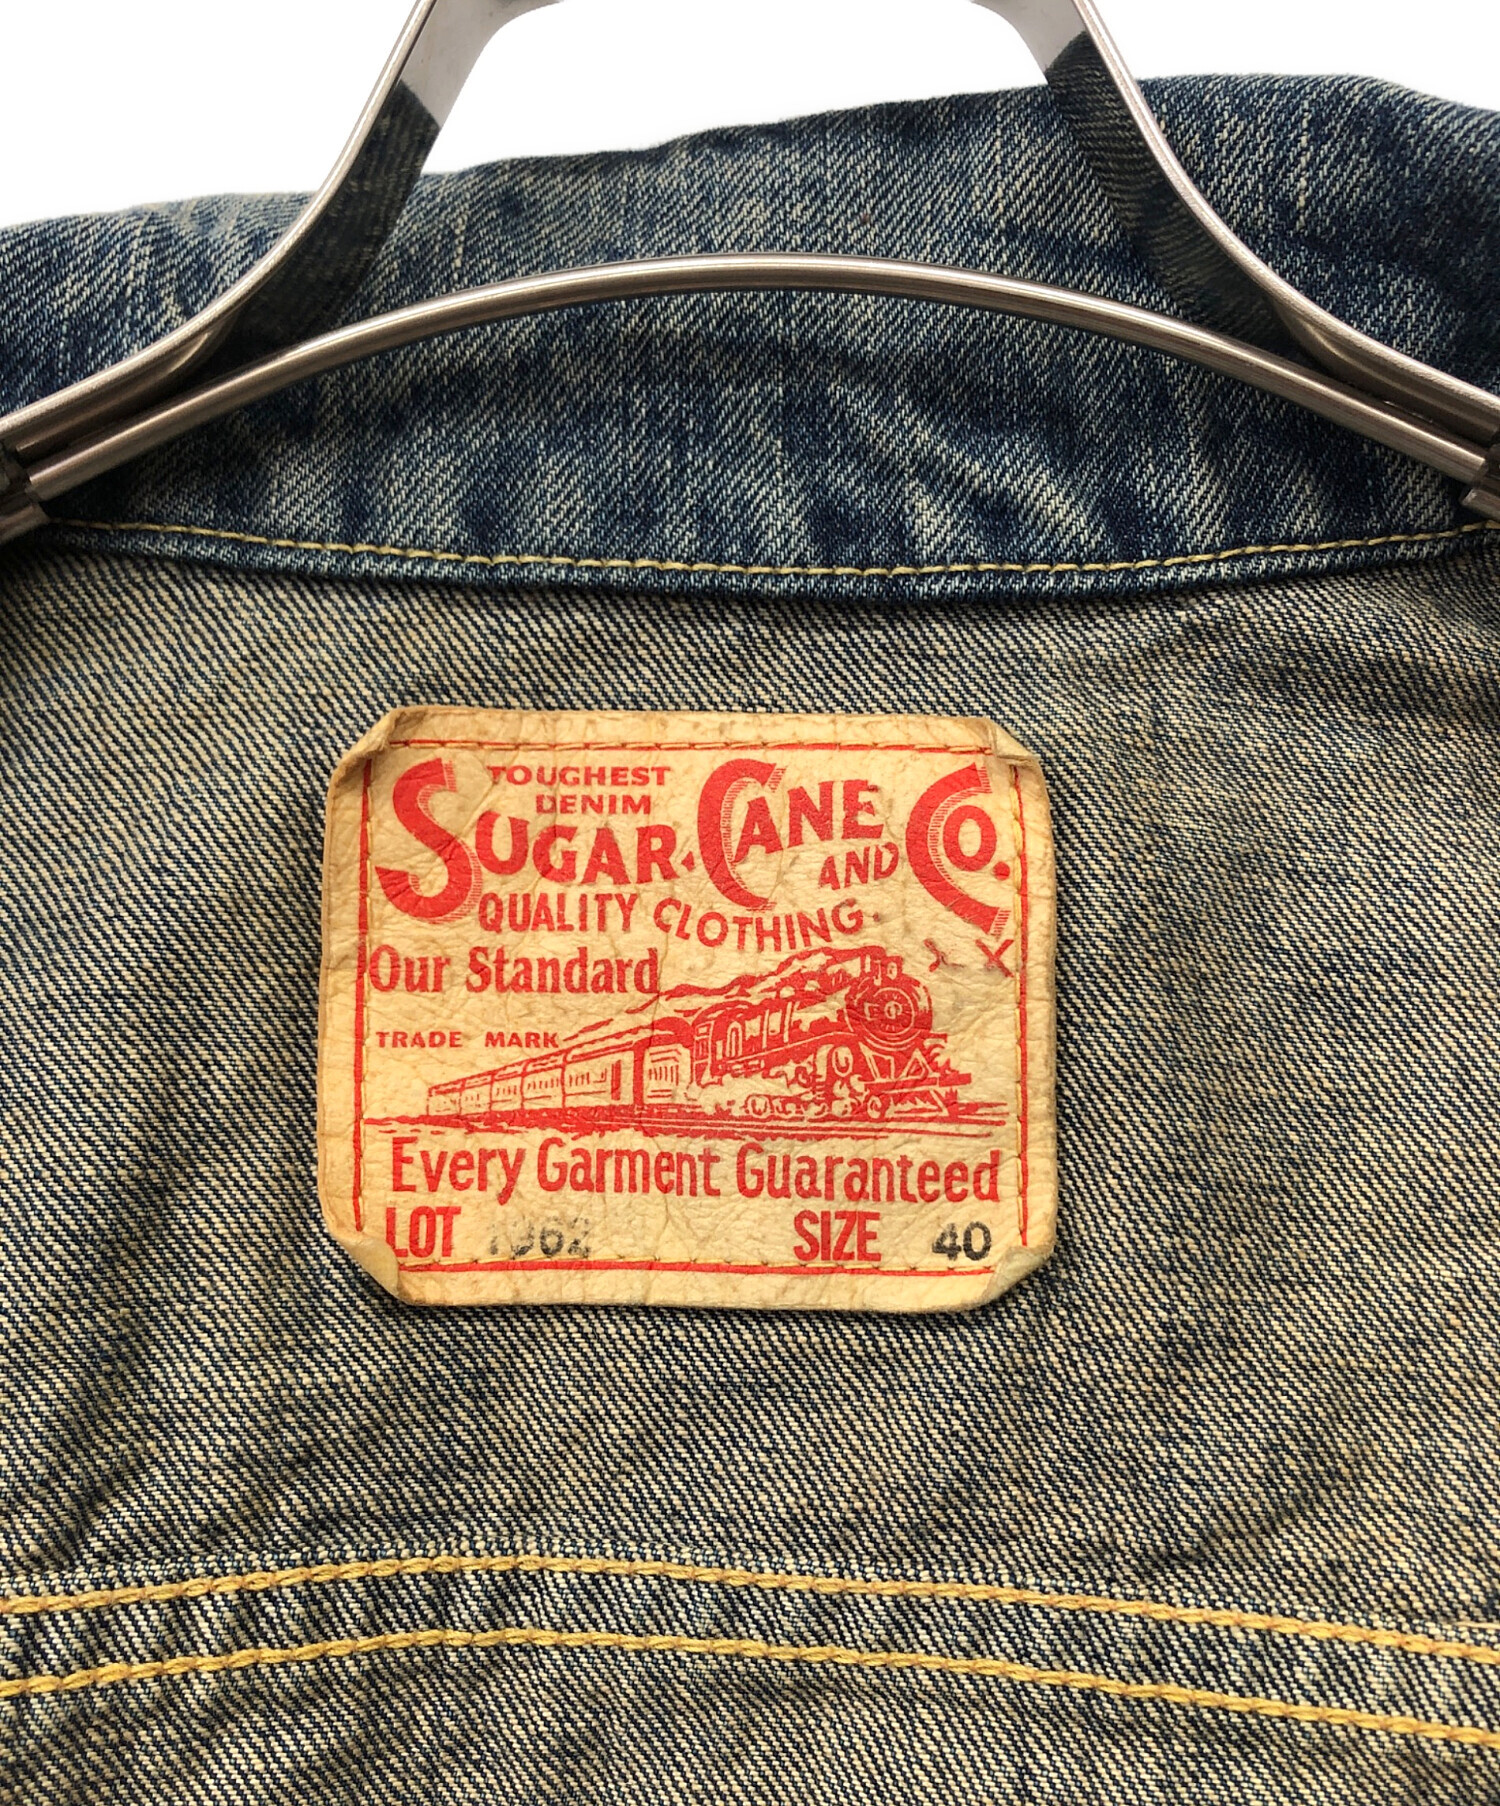 TOUGHEST
DENIM
SUGAR CANE AND CO.
QUALITY CLOTHING.
Our Standard
TRADE MARK
Every Garment Guaranteed
LOT 1962 SIZE 40